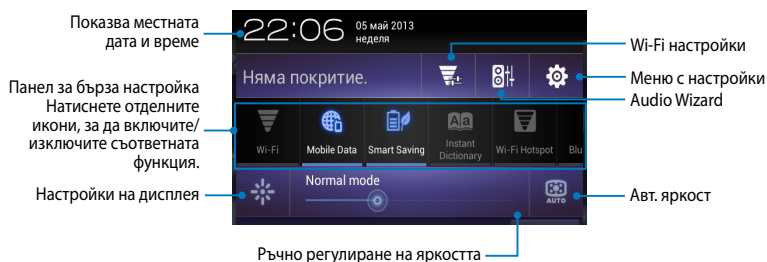 Показва местната
дата и време
22:06 05 май 2013
неделя
Wi-Fi настройки
Няма покритие.
Меню с настройки
Audio Wizard
Панел за бърза настройка
Натиснете отделните
икони, за да включите/
изключите съответната
функция.
Wi-Fi
Mobile Data
Smart Saving
Instant
Dictionary
Wi-Fi Hotspot
Blu
Настройки на дисплея
Normal mode
AUTO
Авт. яркост
Ръчно регулиране на яркостта